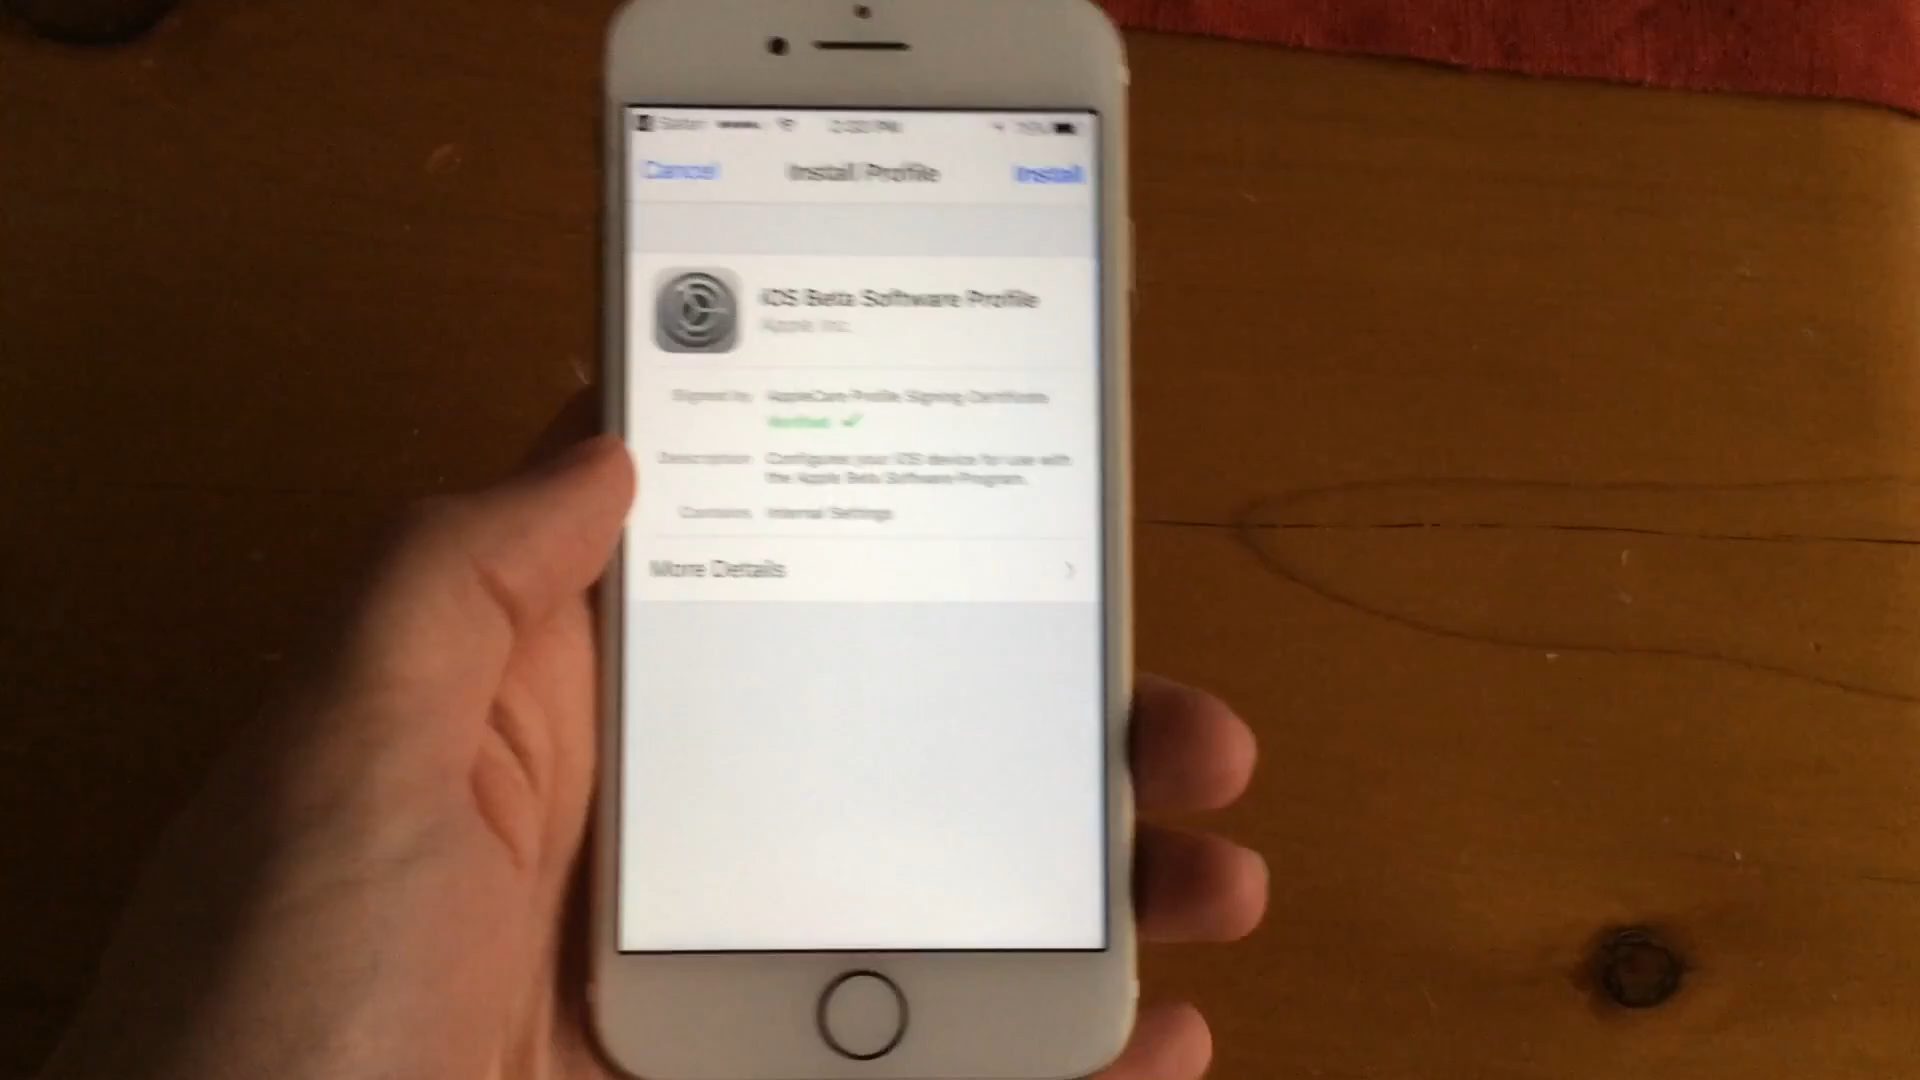 Safari
Cancel Install Profile Install
iOS Beta Software Profile
Apple Inc.
Signed by AppleCare Profile Signing Certificate
Verified ✓
Description Configures your iOS device for use with
the Apple Beta Software Program.
Contains Internal Settings
More Details